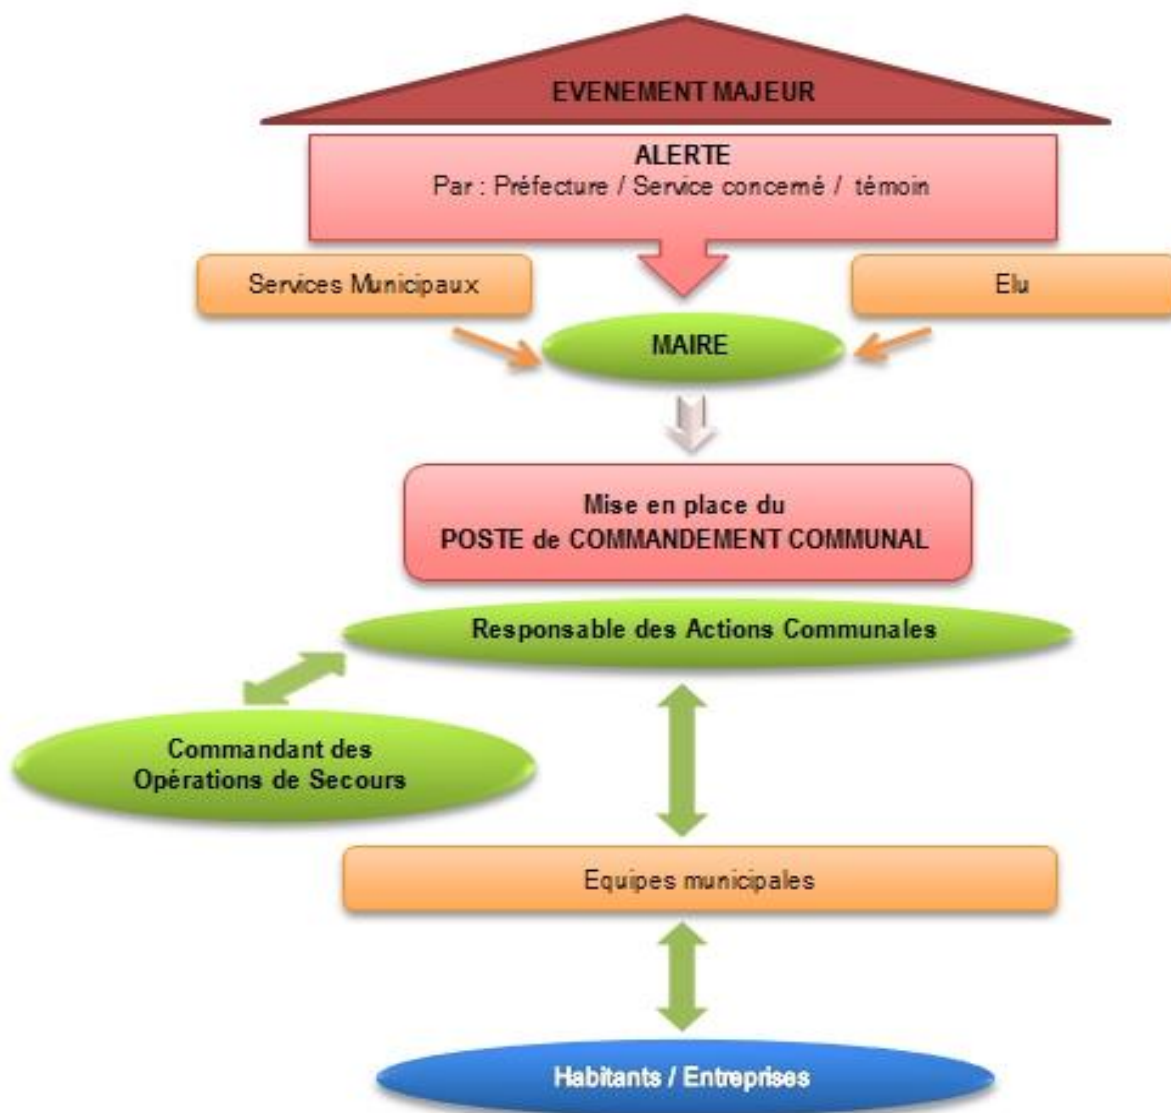 EVENEMENT MAJEUR
ALERTE
Par : Préfecture / Service concerné / témoin
Services Municipaux
Elu
MAIRE
Mise en place du
POSTE de COMMANDEMENT COMMUNAL
Responsable des Actions Communales
Commandant des
Opérations de Secours
Equipes municipales
Habitants / Entreprises